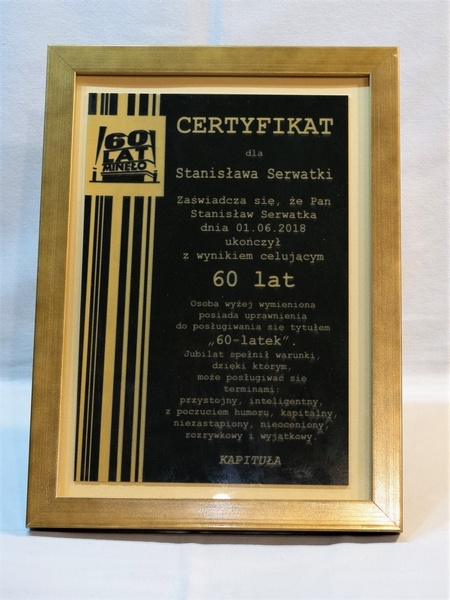 60
LAT
MINĘŁO
CERTYFIKAT
dla
Stanisława Serwatki
Zaświadcza się, że Pan
Stanisław Serwatka
dnia 01.06.2018
ukończył
z wynikiem celującym
60 lat
Osoba wyżej wymieniona
posiada uprawnienia
do posługiwania się tytułem
„60-latek".
Jubilat spełnił warunki,
dzięki którym,
może posługiwać się
terminami:
przystojny, inteligentny,
z poczuciem humoru, kapitalny,
niezastąpiony, nieoceniony,
rozrywkowy i wyjątkowy.
KAPITUŁA